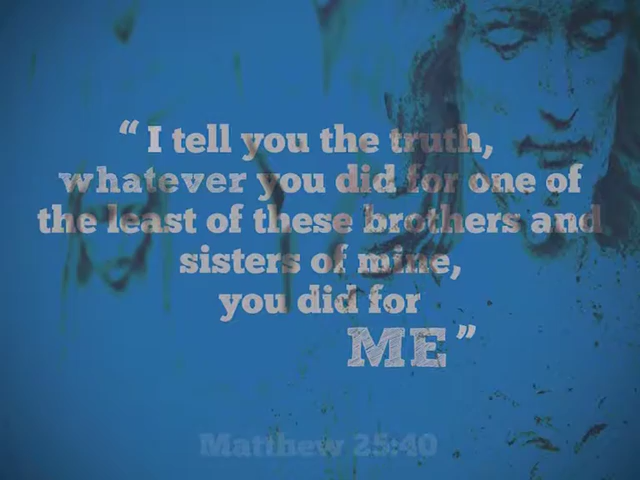 “ I tell you the truth,
whatever you did for one of
the least of these brothers and
sisters of mine,
you did for
ME”
Matthew 25:40